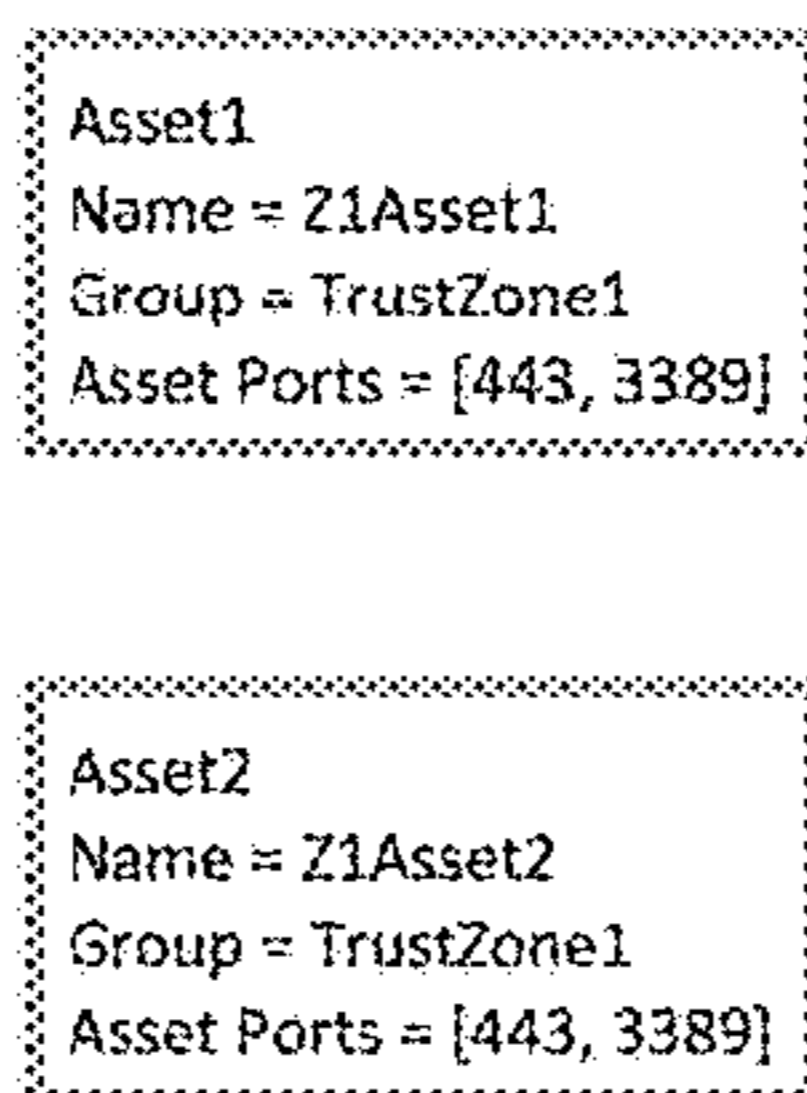 Asset1
Name = Z1Asset1
Group = TrustZone1
Asset Ports = [443, 3389]
Asset2
Name = Z1Asset2
Group = TrustZone1
Asset Ports = [443, 3389]